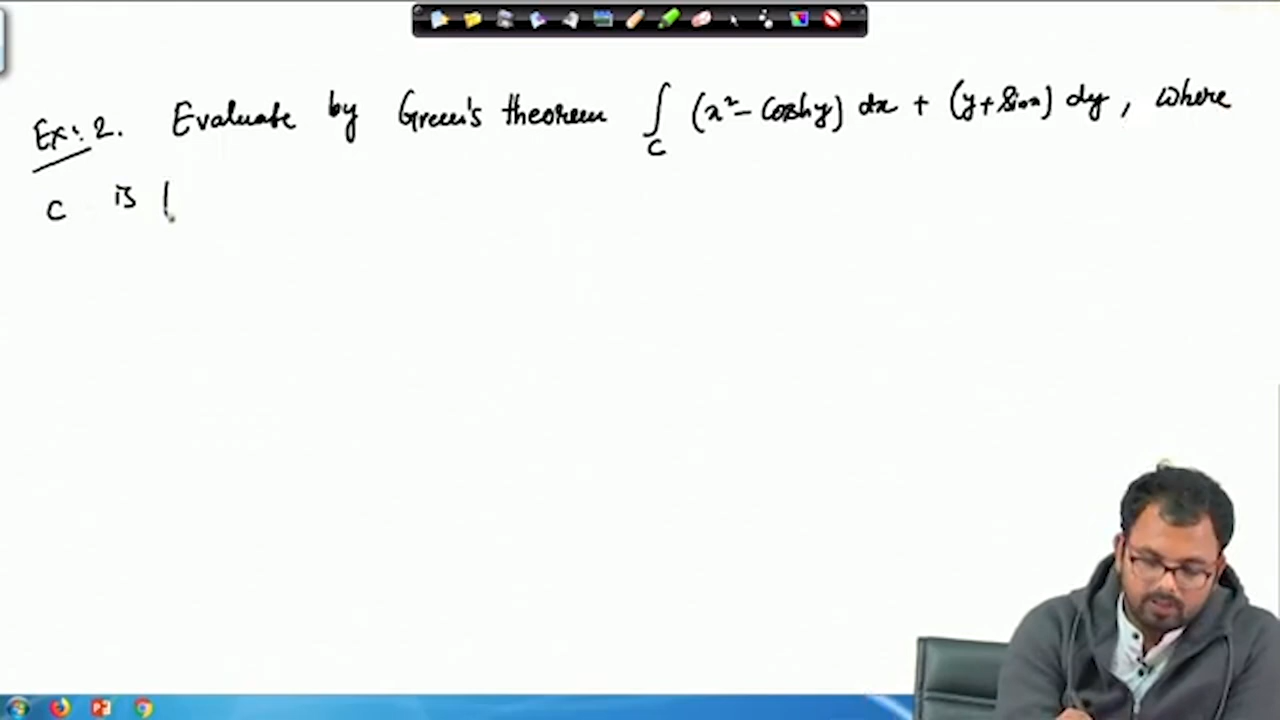 Ex: 2. Evaluate by Green's theorem ∫_C (x² - cosh y) dx + (y + sin x) dy, where
C is